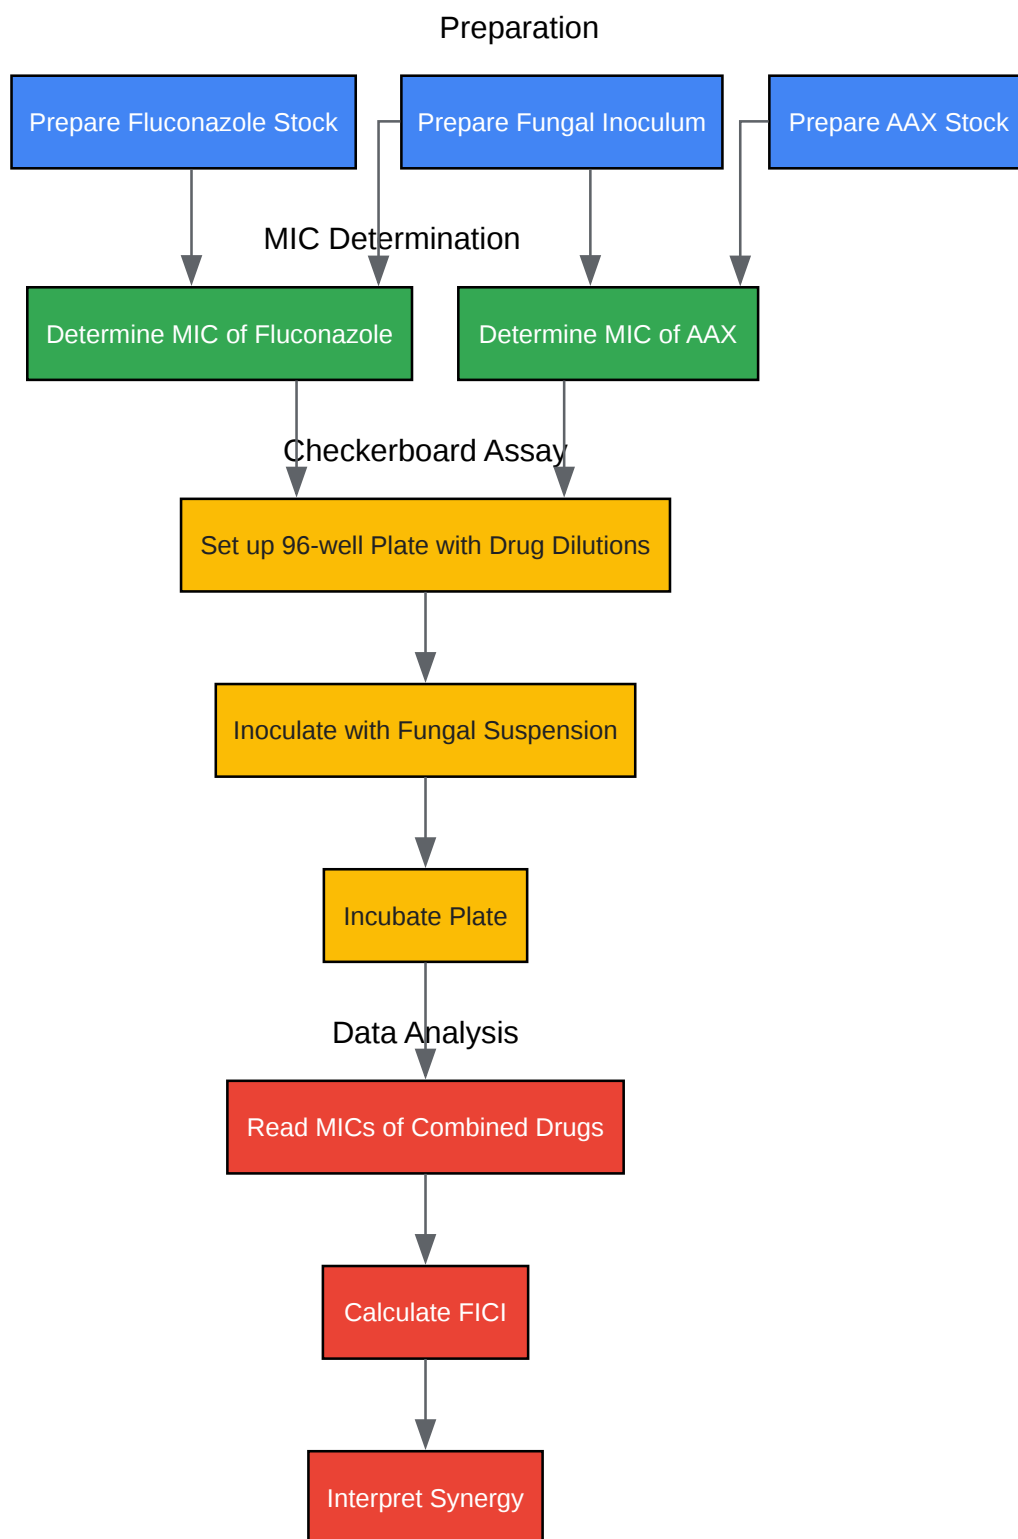 Preparation
Prepare Fluconazole Stock
Prepare Fungal Inoculum
Prepare AAX Stock
MIC Determination
Determine MIC of Fluconazole
Determine MIC of AAX
Checkerboard Assay
Set up 96-well Plate with Drug Dilutions
Inoculate with Fungal Suspension
Incubate Plate
Data Analysis
Read MICs of Combined Drugs
Calculate FICI
Interpret Synergy